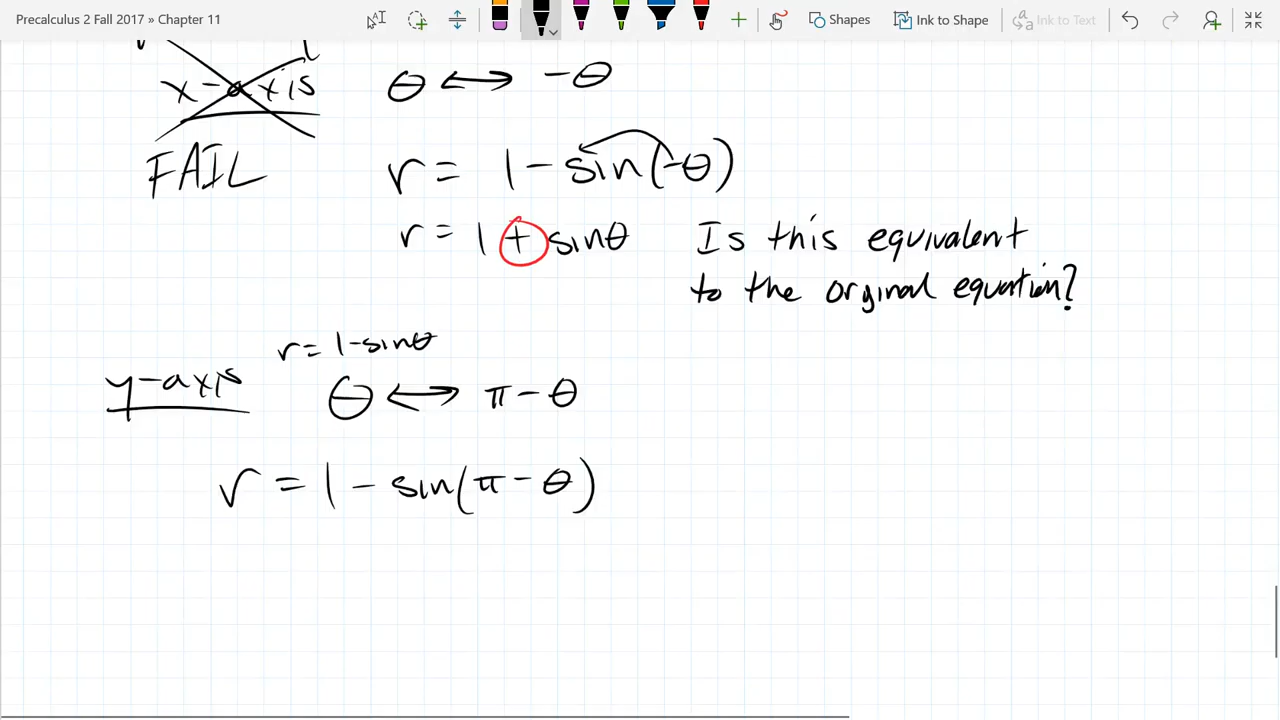 Precalculus 2 Fall 2017 » Chapter 11
Shapes
Ink to Shape
Ink to Text
x-axis
θ ↔ -θ
FAIL
r = 1 - sin(-θ)
r = 1 + sinθ
Is this equivalent
to the orginal equation?
r = 1-sinθ
y-axis
θ ↔ π - θ
r = 1 - sin(π - θ)